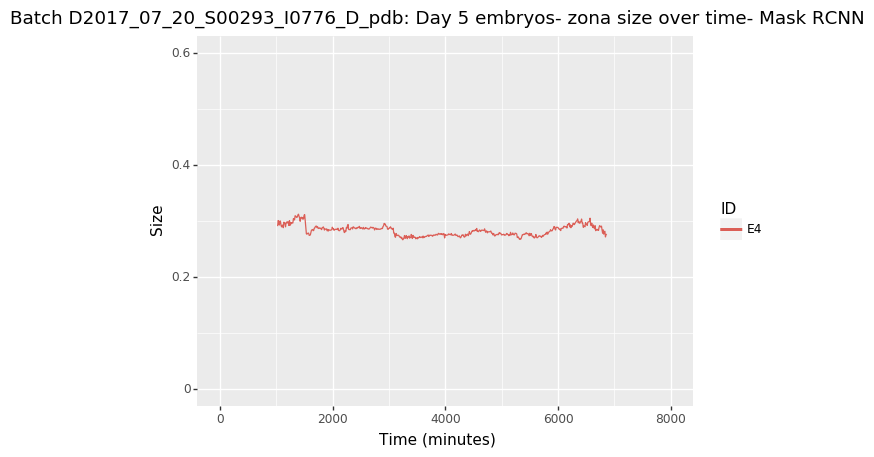 Batch D2017_07_20_S00293_I0776_D_pdb: Day 5 embryos- zona size over time- Mask RCNN
0.6
0.4
0.2
0
Size
0 2000 4000 6000 8000
Time (minutes)
ID
E4